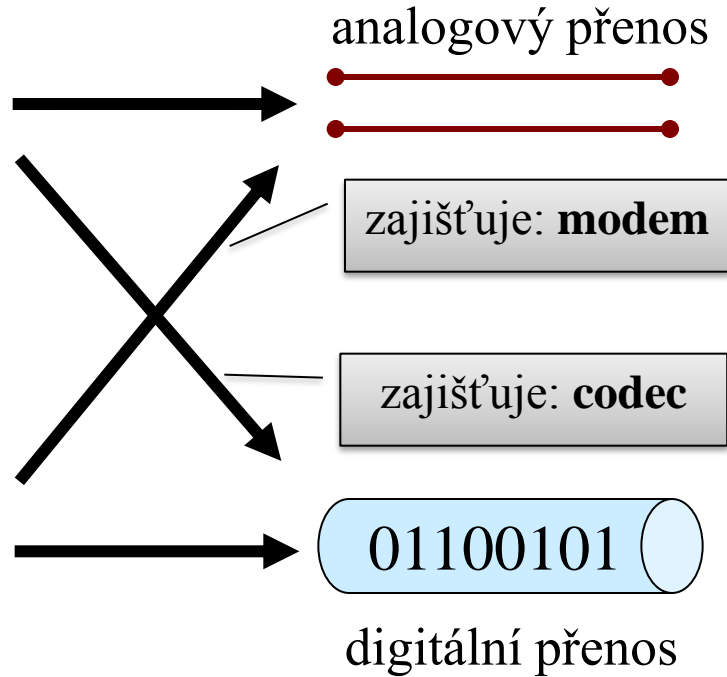 analogový přenos
zajišťuje: modem
zajišťuje: codec
01100101
digitální přenos